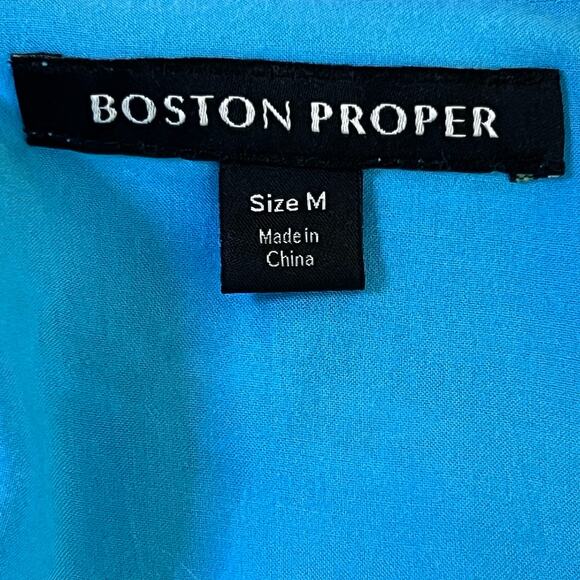 BOSTON PROPER
Size M
Made in
China